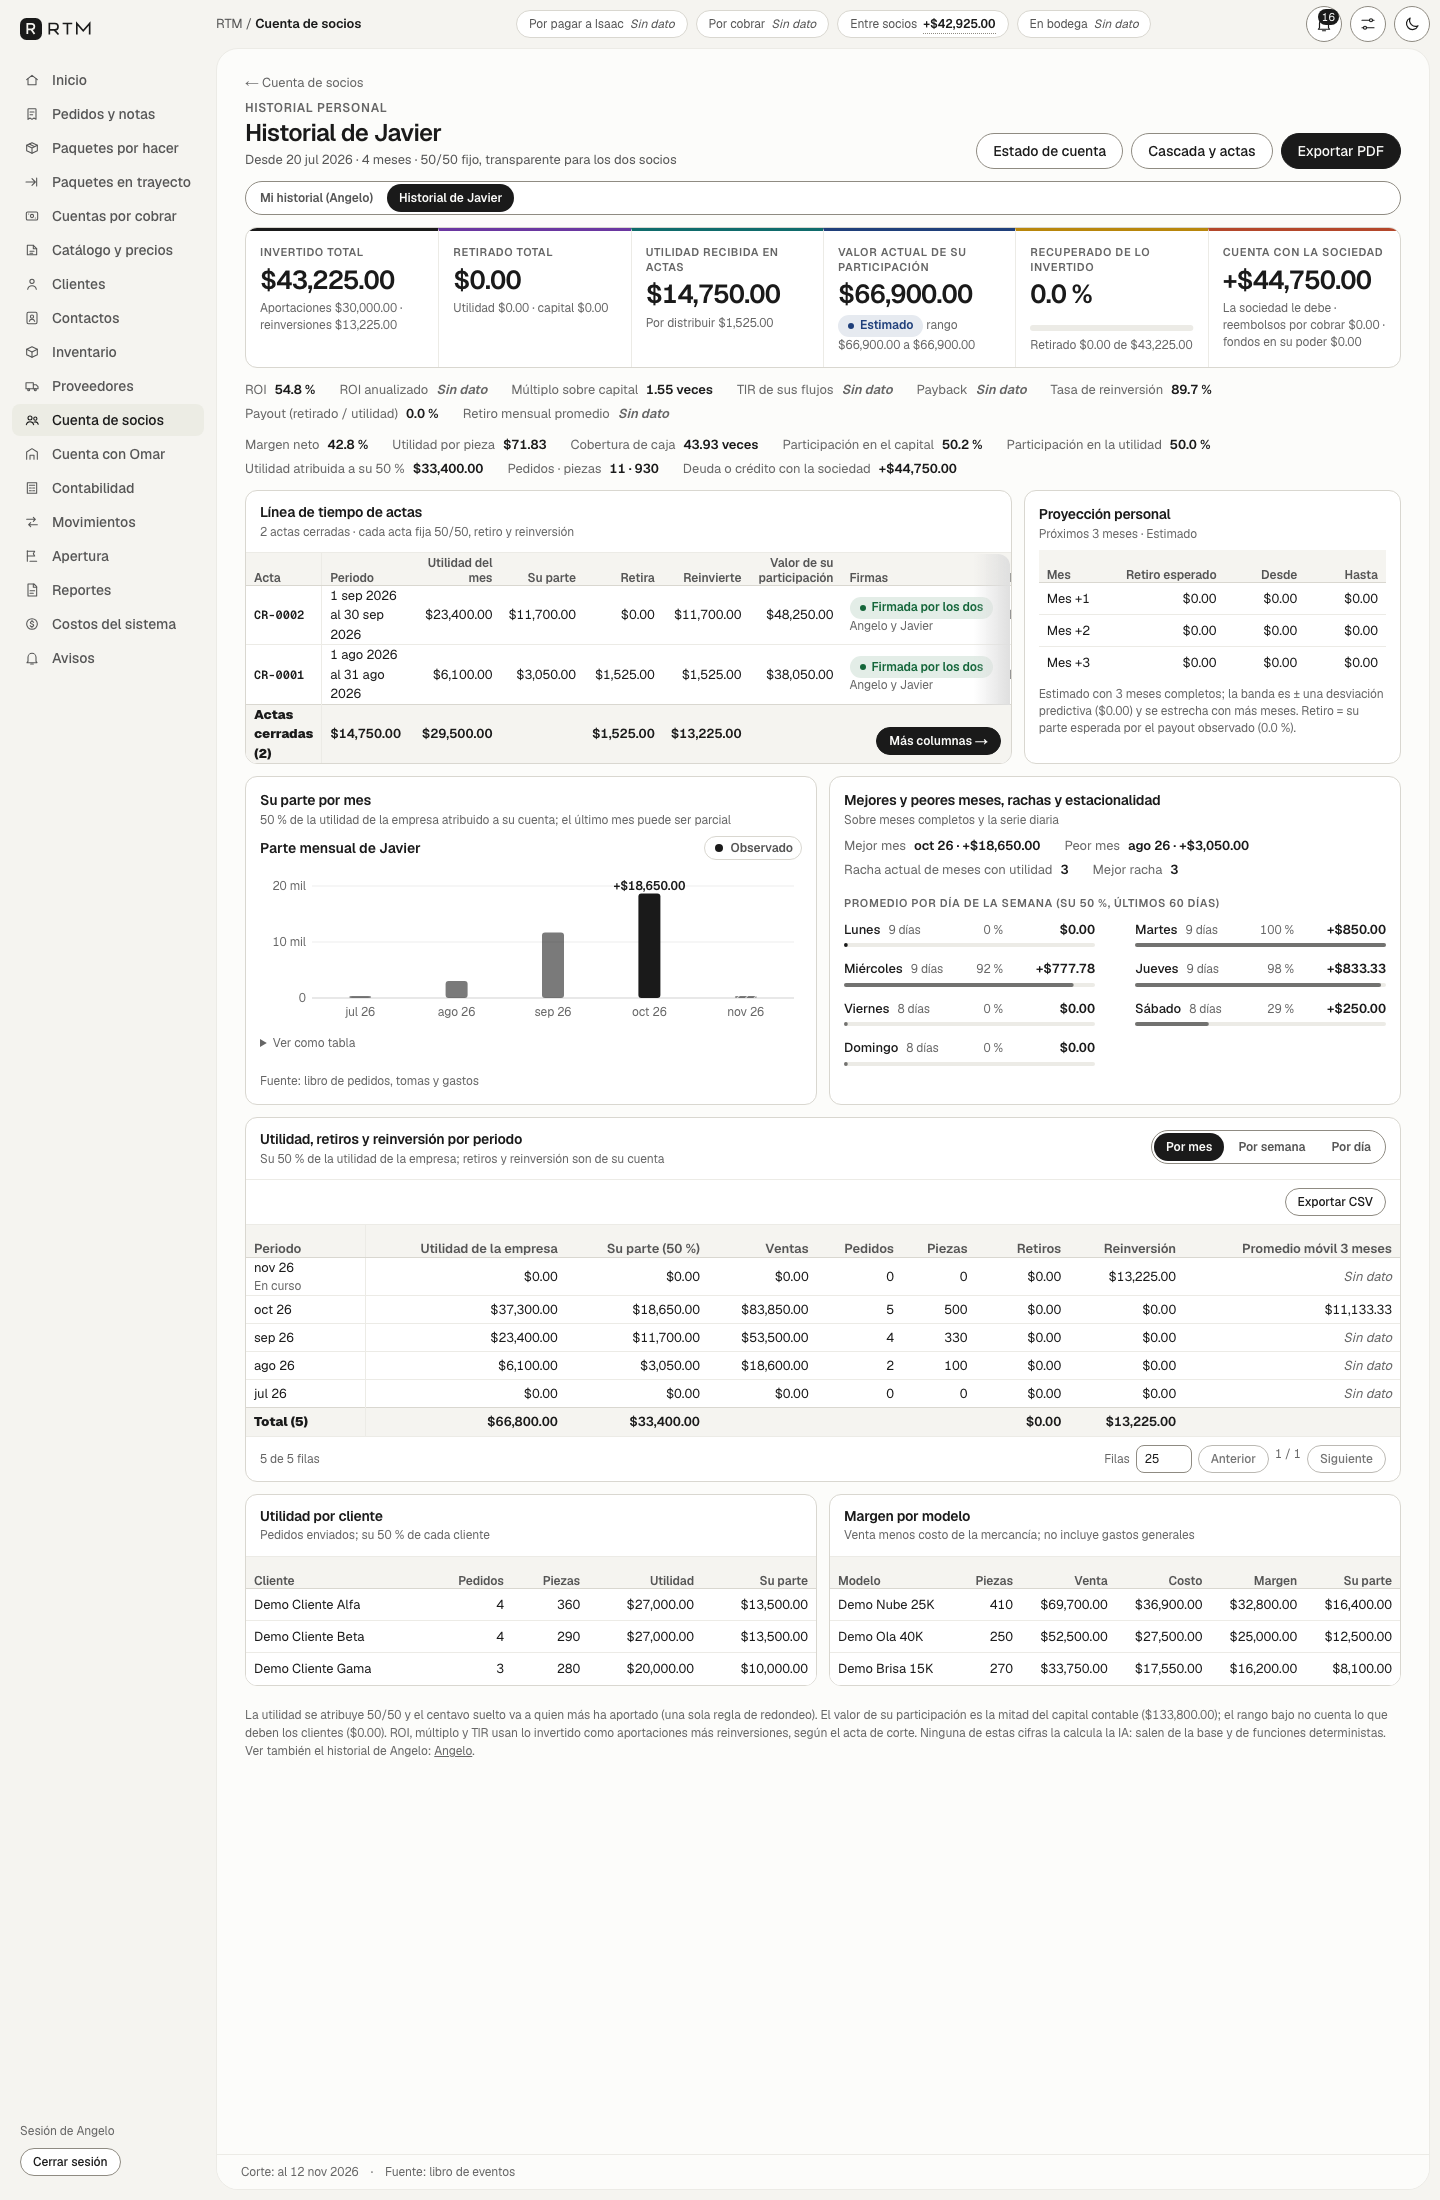 R RTM
RTM / Cuenta de socios
Por pagar a Isaac Sin dato
Por cobrar Sin dato
Entre socios +$42,925.00
En bodega Sin dato
16
Inicio
Pedidos y notas
Paquetes por hacer
Paquetes en trayecto
Cuentas por cobrar
Catálogo y precios
Clientes
Contactos
Inventario
Proveedores
Cuenta de socios
Cuenta con Omar
Contabilidad
Movimientos
Apertura
Reportes
Costos del sistema
Avisos
Sesión de Angelo
Cerrar sesión
← Cuenta de socios
HISTORIAL PERSONAL
Historial de Javier
Desde 20 jul 2026 · 4 meses · 50/50 fijo, transparente para los dos socios
Estado de cuenta
Cascada y actas
Exportar PDF
Mi historial (Angelo) Historial de Javier
INVERTIDO TOTAL
$43,225.00
Aportaciones $30,000.00 ·
reinversiones $13,225.00
RETIRADO TOTAL
$0.00
Utilidad $0.00 · capital $0.00
UTILIDAD RECIBIDA EN
ACTAS
$14,750.00
Por distribuir $1,525.00
VALOR ACTUAL DE SU
PARTICIPACIÓN
$66,900.00
Estimado rango
$66,900.00 a $66,900.00
RECUPERADO DE LO
INVERTIDO
0.0 %
Retirado $0.00 de $43,225.00
CUENTA CON LA SOCIEDAD
+$44,750.00
La sociedad le debe ·
reembolsos por cobrar $0.00 ·
fondos en su poder $0.00
ROI 54.8 % ROI anualizado Sin dato Múltiplo sobre capital 1.55 veces TIR de sus flujos Sin dato Payback Sin dato Tasa de reinversión 89.7 %
Payout (retirado / utilidad) 0.0 % Retiro mensual promedio Sin dato
Margen neto 42.8 % Utilidad por pieza $71.83 Cobertura de caja 43.93 veces Participación en el capital 50.2 % Participación en la utilidad 50.0 %
Utilidad atribuida a su 50 % $33,400.00 Pedidos · piezas 11 · 930 Deuda o crédito con la sociedad +$44,750.00
Línea de tiempo de actas
2 actas cerradas · cada acta fija 50/50, retiro y reinversión
Utilidad del Valor de su
Acta Periodo mes Su parte Retira Reinvierte participación Firmas
1 sep 2026
CR-0002 al 30 sep $23,400.00 $11,700.00 $0.00 $11,700.00 $48,250.00 Firmada por los dos
2026 Angelo y Javier
1 ago 2026
CR-0001 al 31 ago $6,100.00 $3,050.00 $1,525.00 $1,525.00 $38,050.00 Firmada por los dos
2026 Angelo y Javier
Actas
cerradas $14,750.00 $29,500.00 $1,525.00 $13,225.00
(2)
Más columnas →
Proyección personal
Próximos 3 meses · Estimado
Mes Retiro esperado Desde Hasta
Mes +1 $0.00 $0.00 $0.00
Mes +2 $0.00 $0.00 $0.00
Mes +3 $0.00 $0.00 $0.00
Estimado con 3 meses completos; la banda es ± una desviación
predictiva ($0.00) y se estrecha con más meses. Retiro = su
parte esperada por el payout observado (0.0 %).
Su parte por mes
50 % de la utilidad de la empresa atribuido a su cuenta; el último mes puede ser parcial
Parte mensual de Javier
Observado
20 mil
+$18,650.00
10 mil
0
jul 26 ago 26 sep 26 oct 26 nov 26
▶ Ver como tabla
Fuente: libro de pedidos, tomas y gastos
Mejores y peores meses, rachas y estacionalidad
Sobre meses completos y la serie diaria
Mejor mes oct 26 · +$18,650.00 Peor mes ago 26 · +$3,050.00
Racha actual de meses con utilidad 3 Mejor racha 3
PROMEDIO POR DÍA DE LA SEMANA (SU 50 %, ÚLTIMOS 60 DÍAS)
Lunes 9 días 0 % $0.00 Martes 9 días 100 % +$850.00
Miércoles 9 días 92 % +$777.78 Jueves 9 días 98 % +$833.33
Viernes 8 días 0 % $0.00 Sábado 8 días 29 % +$250.00
Domingo 8 días 0 % $0.00
Utilidad, retiros y reinversión por periodo
Su 50 % de la utilidad de la empresa; retiros y reinversión son de su cuenta
Por mes Por semana Por día
Exportar CSV
Periodo Utilidad de la empresa Su parte (50 %) Ventas Pedidos Piezas Retiros Reinversión Promedio móvil 3 meses
nov 26
En curso $0.00 $0.00 $0.00 0 0 $0.00 $13,225.00 Sin dato
oct 26 $37,300.00 $18,650.00 $83,850.00 5 500 $0.00 $0.00 $11,133.33
sep 26 $23,400.00 $11,700.00 $53,500.00 4 330 $0.00 $0.00 Sin dato
ago 26 $6,100.00 $3,050.00 $18,600.00 2 100 $0.00 $0.00 Sin dato
jul 26 $0.00 $0.00 $0.00 0 0 $0.00 $0.00 Sin dato
Total (5) $66,800.00 $33,400.00 $0.00 $13,225.00
5 de 5 filas Filas 25 Anterior 1 / 1 Siguiente
Utilidad por cliente
Pedidos enviados; su 50 % de cada cliente
Cliente Pedidos Piezas Utilidad Su parte
Demo Cliente Alfa 4 360 $27,000.00 $13,500.00
Demo Cliente Beta 4 290 $27,000.00 $13,500.00
Demo Cliente Gama 3 280 $20,000.00 $10,000.00
Margen por modelo
Venta menos costo de la mercancía; no incluye gastos generales
Modelo Piezas Venta Costo Margen Su parte
Demo Nube 25K 410 $69,700.00 $36,900.00 $32,800.00 $16,400.00
Demo Ola 40K 250 $52,500.00 $27,500.00 $25,000.00 $12,500.00
Demo Brisa 15K 270 $33,750.00 $17,550.00 $16,200.00 $8,100.00
La utilidad se atribuye 50/50 y el centavo suelto va a quien más ha aportado (una sola regla de redondeo). El valor de su participación es la mitad del capital contable ($133,800.00); el rango bajo no cuenta lo que
deben los clientes ($0.00). ROI, múltiplo y TIR usan lo invertido como aportaciones más reinversiones, según el acta de corte. Ninguna de estas cifras la calcula la IA: salen de la base y de funciones deterministas.
Ver también el historial de Angelo: Angelo.
Corte: al 12 nov 2026 · Fuente: libro de eventos